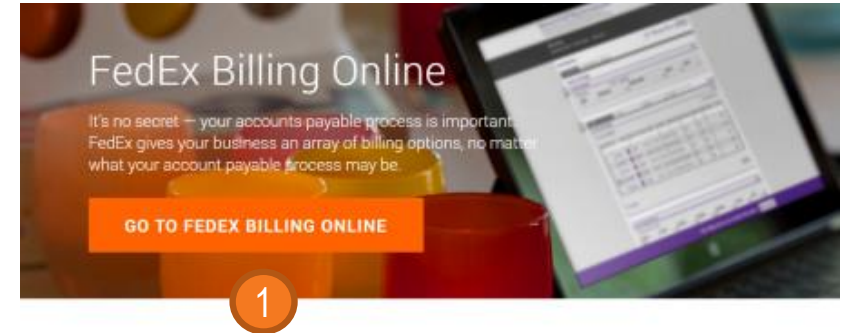 FedEx Billing Online
It's no secret — your accounts payable process is important.
FedEx gives your business an array of billing options, no matter
what your account payable process may be.
GO TO FEDEX BILLING ONLINE
1